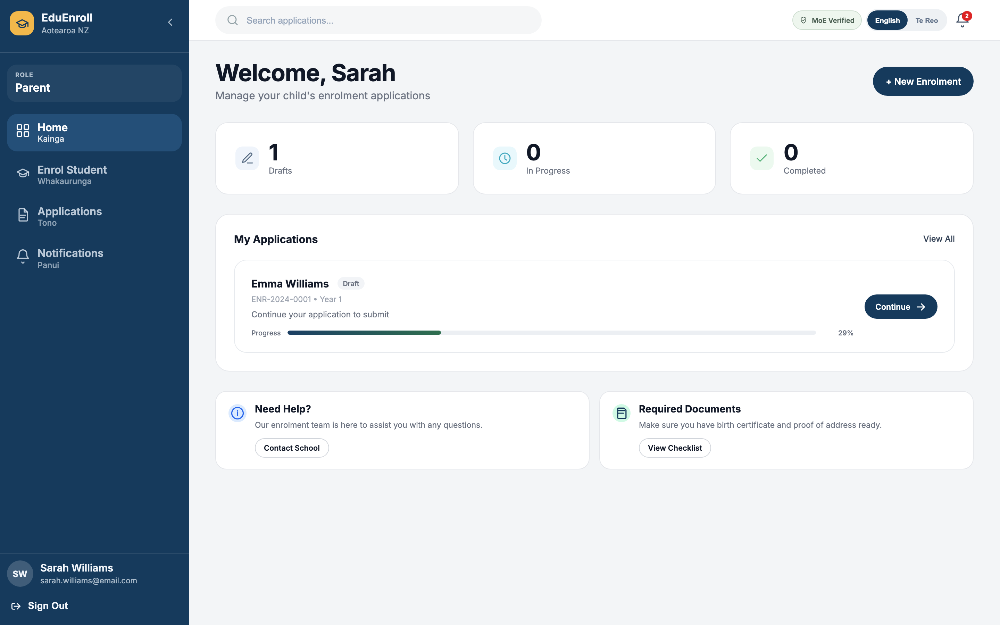 EduEnroll
Aotearoa NZ
ROLE
Parent
Home
Kainga
Enrol Student
Whakaurunga
Applications
Tono
Notifications
Panui
SW
Sarah Williams
sarah.williams@email.com
Sign Out
Search applications...
MoE Verified
English
Te Reo
2
Welcome, Sarah
Manage your child's enrolment applications
+ New Enrolment
1
Drafts
0
In Progress
0
Completed
My Applications
View All
Emma Williams
Draft
ENR-2024-0001 • Year 1
Continue your application to submit
Progress
29%
Continue
Need Help?
Our enrolment team is here to assist you with any questions.
Contact School
Required Documents
Make sure you have birth certificate and proof of address ready.
View Checklist